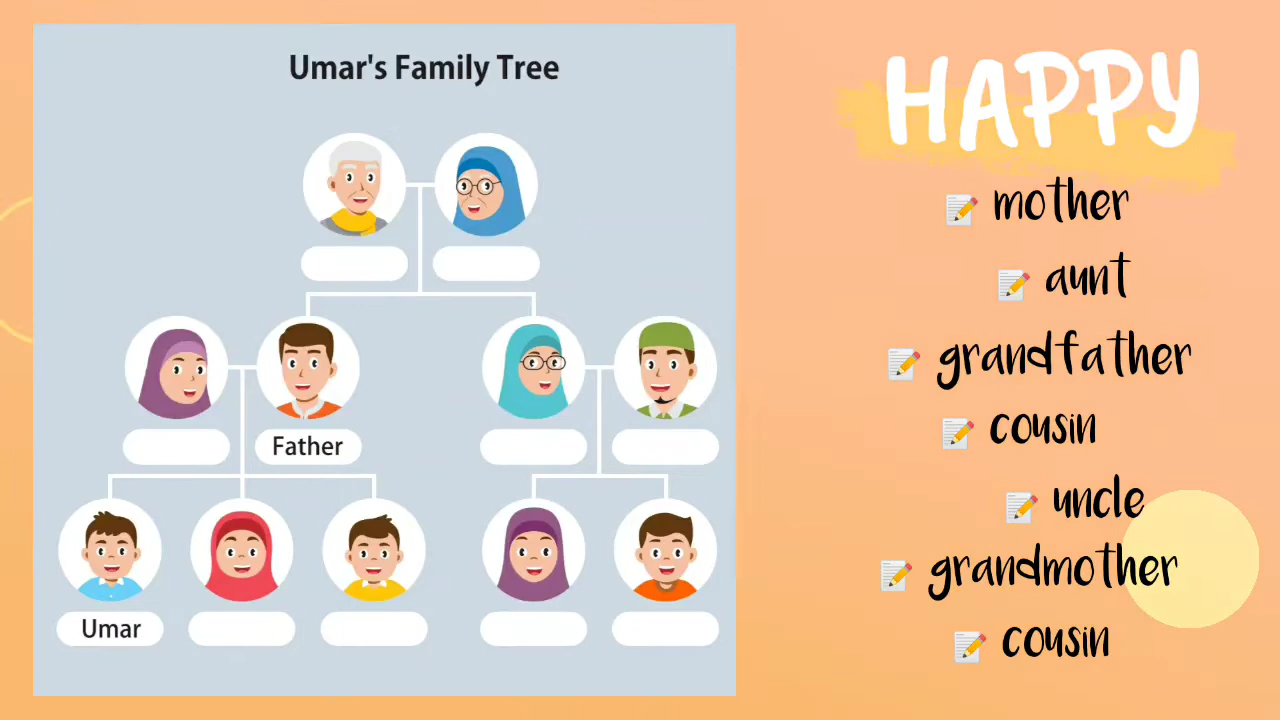 Umar's Family Tree
Father
Umar
HAPPY
mother
aunt
grandfather
cousin
uncle
grandmother
cousin